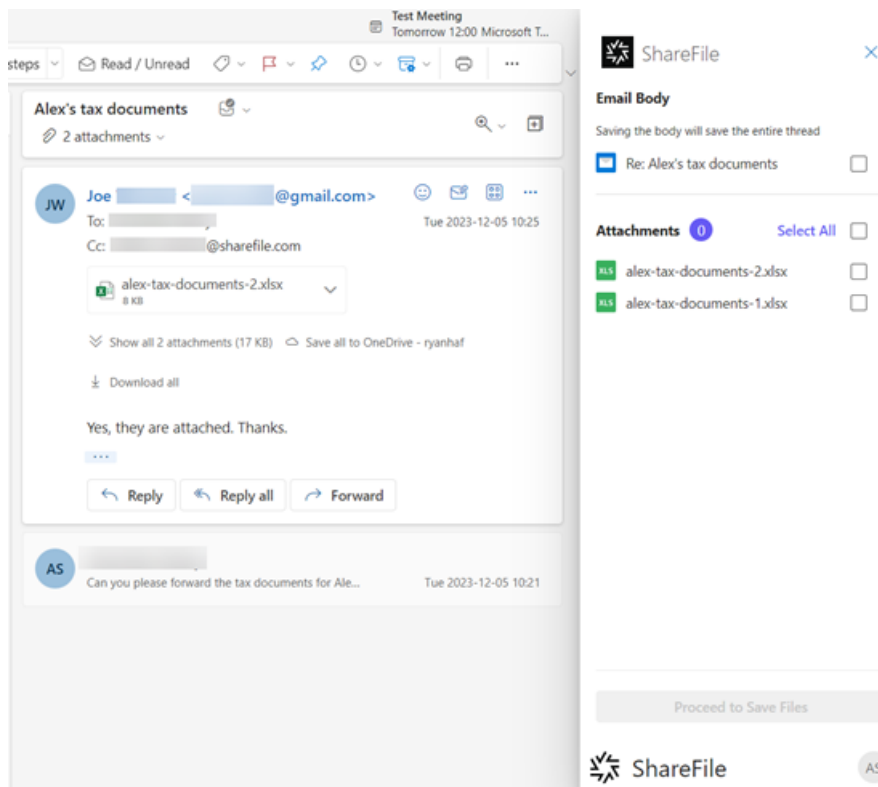 Test Meeting
Tomorrow 12:00 Microsoft T...
steps
Read / Unread
Alex's tax documents
2 attachments
JW
Joe < @gmail.com>
To:
Tue 2023-12-05 10:25
Cc: @sharefile.com
alex-tax-documents-2.xlsx
8 KB
Show all 2 attachments (17 KB) Save all to OneDrive - ryanhaf
Download all
Yes, they are attached. Thanks.
...
Reply Reply all Forward
AS
Can you please forward the tax documents for Ale... Tue 2023-12-05 10:21
ShareFile
Email Body
Saving the body will save the entire thread
Re: Alex's tax documents
Attachments 0 Select All
XLS alex-tax-documents-2.xlsx
XLS alex-tax-documents-1.xlsx
Proceed to Save Files
ShareFile AS